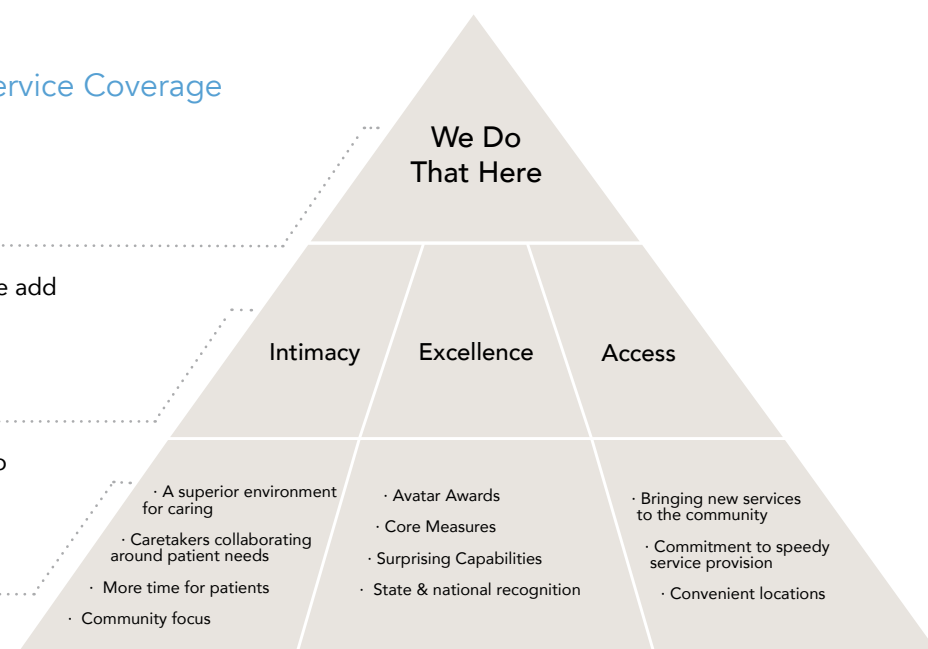 Service Coverage
We Do
That Here
add
Intimacy
Excellence
Access
· A superior environment
for caring
· Caretakers collaborating
around patient needs
· More time for patients
· Community focus
· Avatar Awards
· Core Measures
· Surprising Capabilities
· State & national recognition
· Bringing new services
to the community
· Commitment to speedy
service provision
· Convenient locations